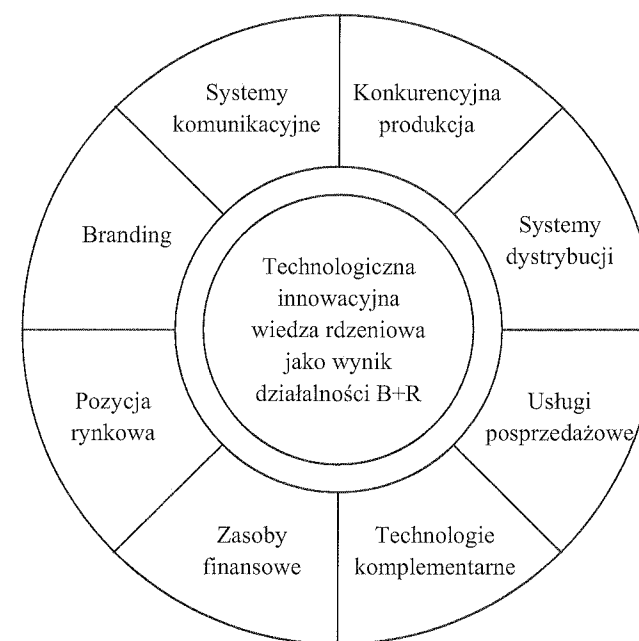 Systemy
komunikacyjne
Konkurencyjna
produkcja
Branding
Systemy
dystrybucji
Technologiczna
innowacyjna
wiedza rdzeniowa
jako wynik
działalności B+R
Pozycja
rynkowa
Usługi
posprzedażowe
Zasoby
finansowe
Technologie
komplementarne